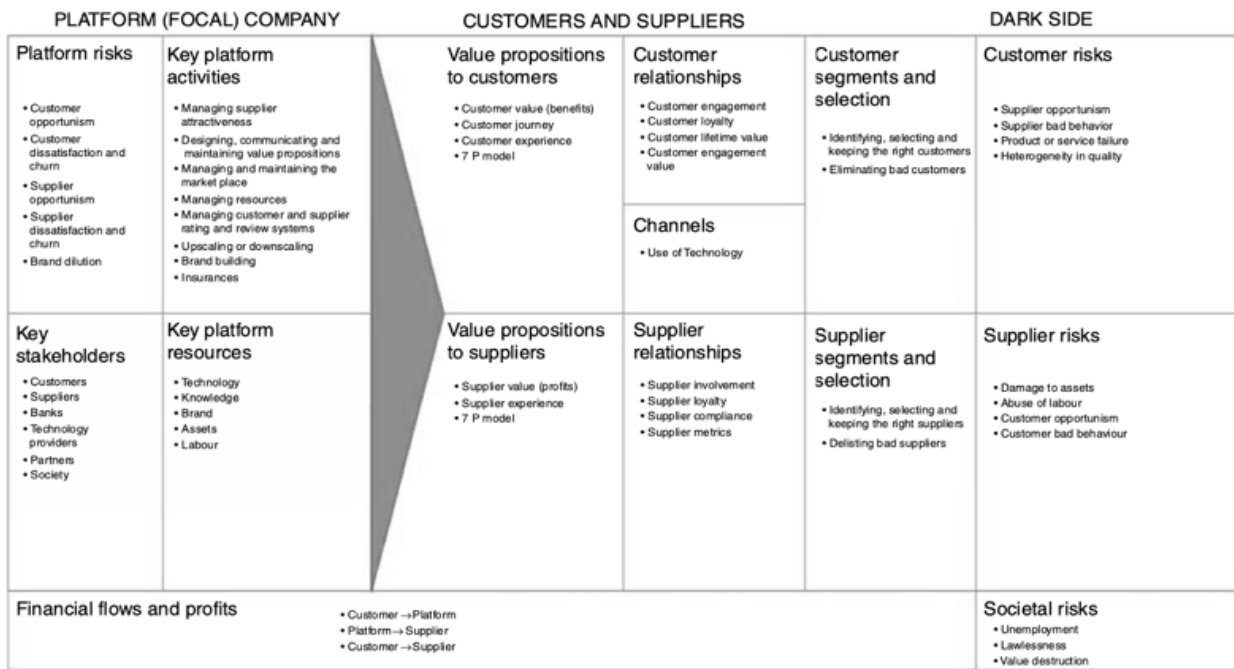 PLATFORM (FOCAL) COMPANY
CUSTOMERS AND SUPPLIERS
DARK SIDE
Platform risks
• Customer
opportunism
• Customer
dissatisfaction and
churn
• Supplier
opportunism
• Supplier
dissatisfaction and
churn
• Brand dilution
Key platform
activities
• Managing supplier
attractiveness
• Designing, communicating and
maintaining value propositions
• Managing and maintaining the
market place
• Managing resources
• Managing customer and supplier
rating and review systems
• Upscaling or downscaling
• Brand building
• Insurances
Value propositions
to customers
• Customer value (benefits)
• Customer journey
• Customer experience
• 7 P model
Customer
relationships
• Customer engagement
• Customer loyalty
• Customer lifetime value
• Customer engagement
value
Channels
• Use of Technology
Customer
segments and
selection
• Identifying, selecting and
keeping the right customers
• Eliminating bad customers
Customer risks
• Supplier opportunism
• Supplier bad behavior
• Product or service failure
• Heterogeneity in quality
Key
stakeholders
• Customers
• Suppliers
• Banks
• Technology
providers
• Partners
• Society
Key platform
resources
• Technology
• Knowledge
• Brand
• Assets
• Labour
Value propositions
to suppliers
• Supplier value (profits)
• Supplier experience
• 7 P model
Supplier
relationships
• Supplier involvement
• Supplier loyalty
• Supplier compliance
• Supplier metrics
Supplier
segments and
selection
• Identifying, selecting and
keeping the right suppliers
• Delisting bad suppliers
Supplier risks
• Damage to assets
• Abuse of labour
• Customer opportunism
• Customer bad behaviour
Financial flows and profits
• Customer→Platform
• Platform→Supplier
• Customer→Supplier
Societal risks
• Unemployment
• Lawlessness
• Value destruction